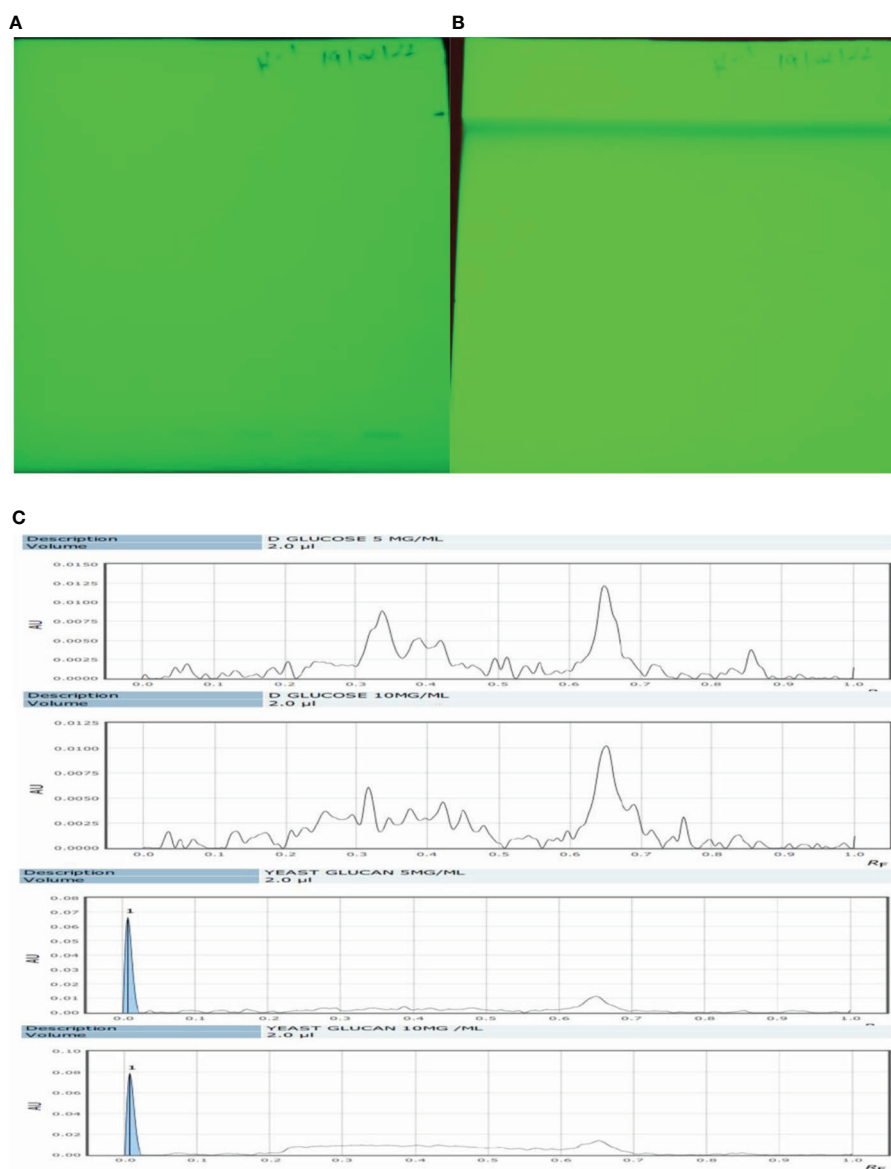 A
B
19/02/22
19/02/22
C
Description D GLUCOSE 5 MG/ML
Volume 2.0 µl
0.0150
0.0125
0.0100
0.0075
0.0050
0.0025
0.0000
AU
0.1 0.2 0.3 0.4 0.5 0.6 0.7 0.8 0.9 1.0
Description D GLUCOSE 10MG/ML
Volume 2.0 µl
0.0125
0.0100
0.0075
0.0050
0.0025
0.0000
AU
0.0 0.1 0.2 0.3 0.4 0.5 0.6 0.7 0.8 0.9 1.0
RF
Description YEAST GLUCAN 5MG/ML
Volume 2.0 µl
0.08
0.07
0.06
0.05
0.04
0.03
0.02
0.01
0.00
AU
1
0.0 0.1 0.2 0.3 0.4 0.5 0.6 0.7 0.8 0.9 1.0
Description YEAST GLUCAN 10MG /ML
Volume 2.0 µl
0.10
0.08
0.06
0.04
0.02
0.00
AU
1
0.0 0.1 0.2 0.3 0.4 0.5 0.6 0.7 0.8 0.9 1.0
RF